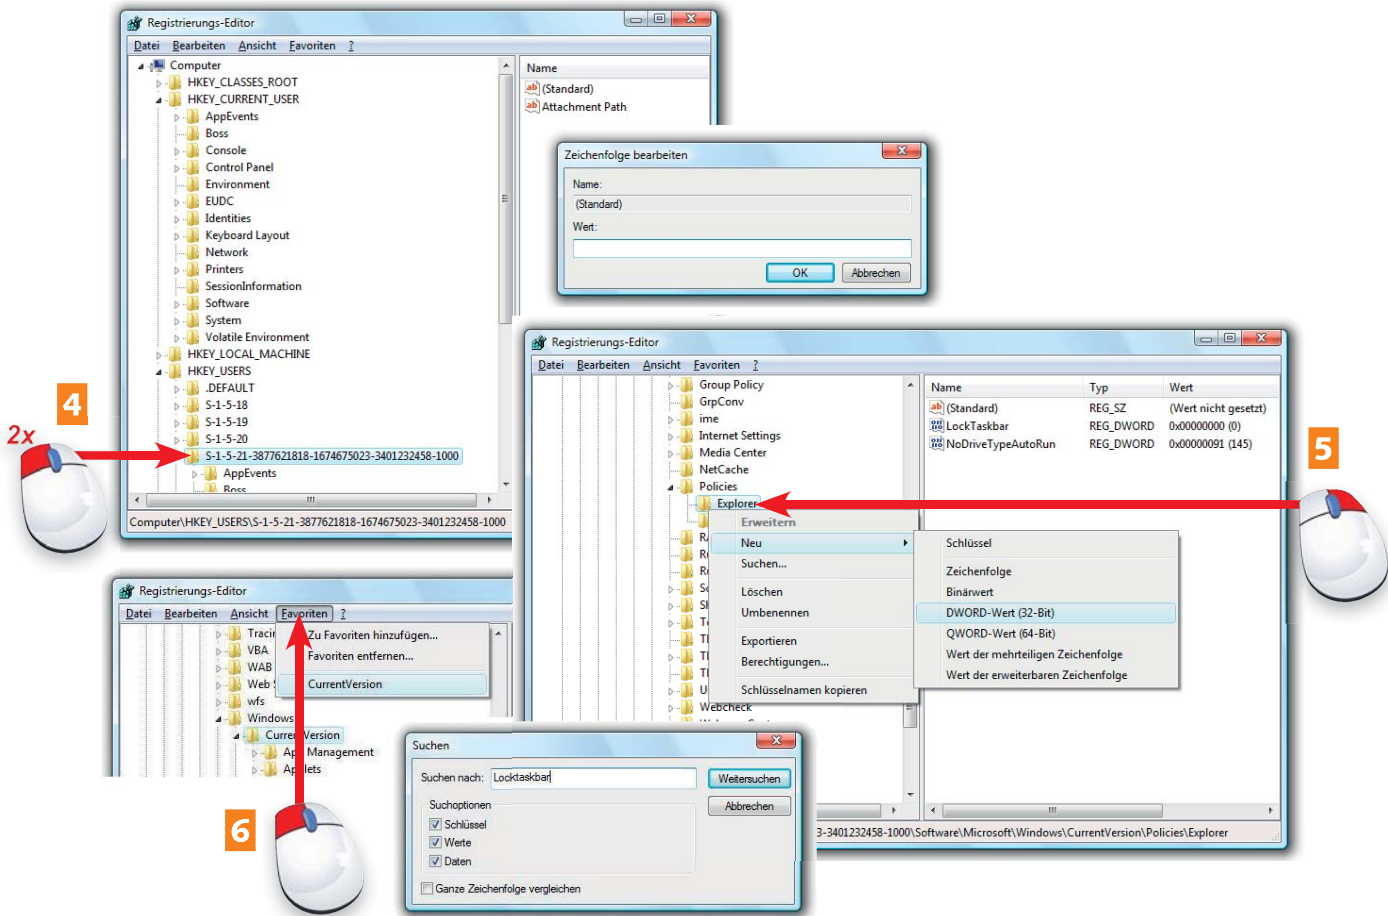 Registrierungs-Editor
Datei Bearbeiten Ansicht Favoriten ?
Computer
HKEY_CLASSES_ROOT
HKEY_CURRENT_USER
AppEvents
Boss
Console
Control Panel
Environment
EUDC
Identities
Keyboard Layout
Network
Printers
SessionInformation
Software
System
Volatile Environment
HKEY_LOCAL_MACHINE
HKEY_USERS
.DEFAULT
S-1-5-18
S-1-5-19
S-1-5-20
S-1-5-21-3877621818-1674675023-3401232458-1000
AppEvents
Boss
Computer\HKEY_USERS\S-1-5-21-3877621818-1674675023-3401232458-1000
Name
(Standard)
Attachment Path
4
2x
Zeichenfolge bearbeiten
Name:
(Standard)
Wert:
OK Abbrechen
Registrierungs-Editor
Datei Bearbeiten Ansicht Favoriten ?
Group Policy
GrpConv
ime
Internet Settings
Media Center
NetCache
Policies
Explorer
Webcheck
Name Typ Wert
(Standard) REG_SZ (Wert nicht gesetzt)
LockTaskbar REG_DWORD 0x00000000 (0)
NoDriveTypeAutoRun REG_DWORD 0x00000091 (145)
5
Erweitern
Neu
Suchen...
Löschen
Umbenennen
Exportieren
Berechtigungen...
Schlüsselnamen kopieren
Schlüssel
Zeichenfolge
Binärwert
DWORD-Wert (32-Bit)
QWORD-Wert (64-Bit)
Wert der mehrteiligen Zeichenfolge
Wert der erweiterbaren Zeichenfolge
3-3401232458-1000\Software\Microsoft\Windows\CurrentVersion\Policies\Explorer
Registrierungs-Editor
Datei Bearbeiten Ansicht Favoriten ?
Zu Favoriten hinzufügen...
Favoriten entfernen...
CurrentVersion
Tracin
VBA
WAB
Web
wfs
Windows
CurrentVersion
App Management
Applets
6
Suchen
Suchen nach: Locktaskbar Weitersuchen
Abbrechen
Suchoptionen
Schlüssel
Werte
Daten
Ganze Zeichenfolge vergleichen